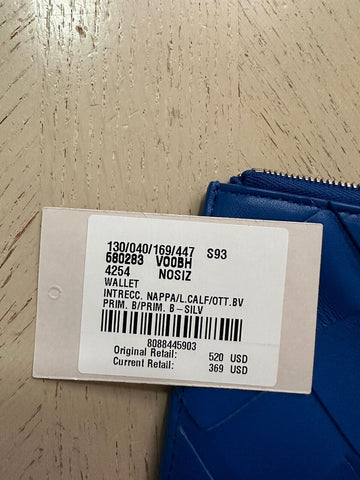 130/040/169/447 S93
680283 V00BH
4254 NOSIZ
WALLET
INTRECC. NAPPA/L.CALF/OTT.BV
PRIM. B/PRIM. B-SILV
8088445903
Original Retail: 520 USD
Current Retail: 369 USD